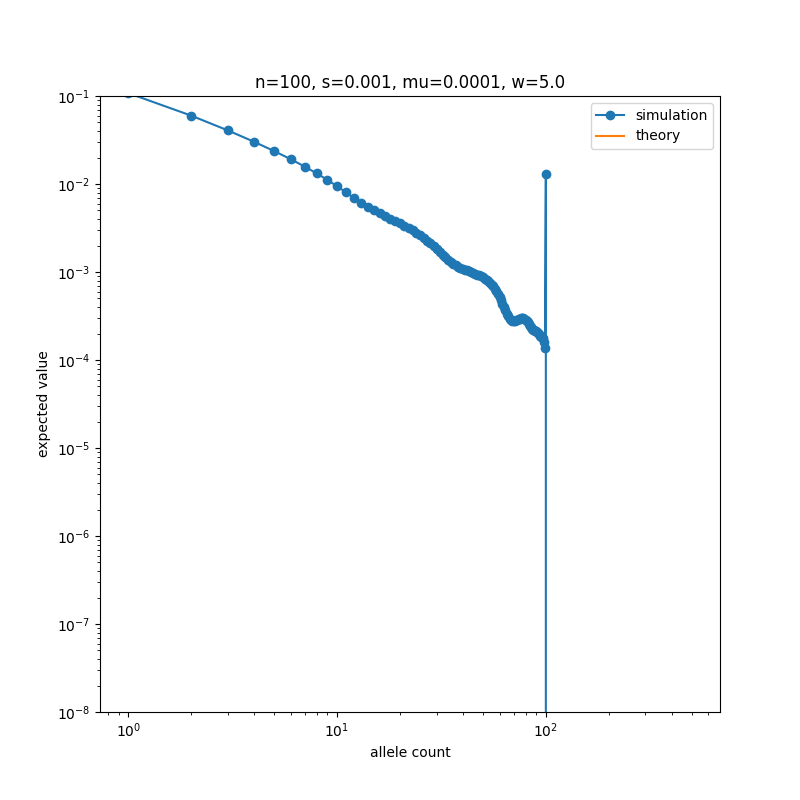 n=100, s=0.001, mu=0.0001, w=5.0
simulation
theory
expected value
10⁻¹
10⁻²
10⁻³
10⁻⁴
10⁻⁵
10⁻⁶
10⁻⁷
10⁻⁸
10⁰ 10¹ 10²
allele count